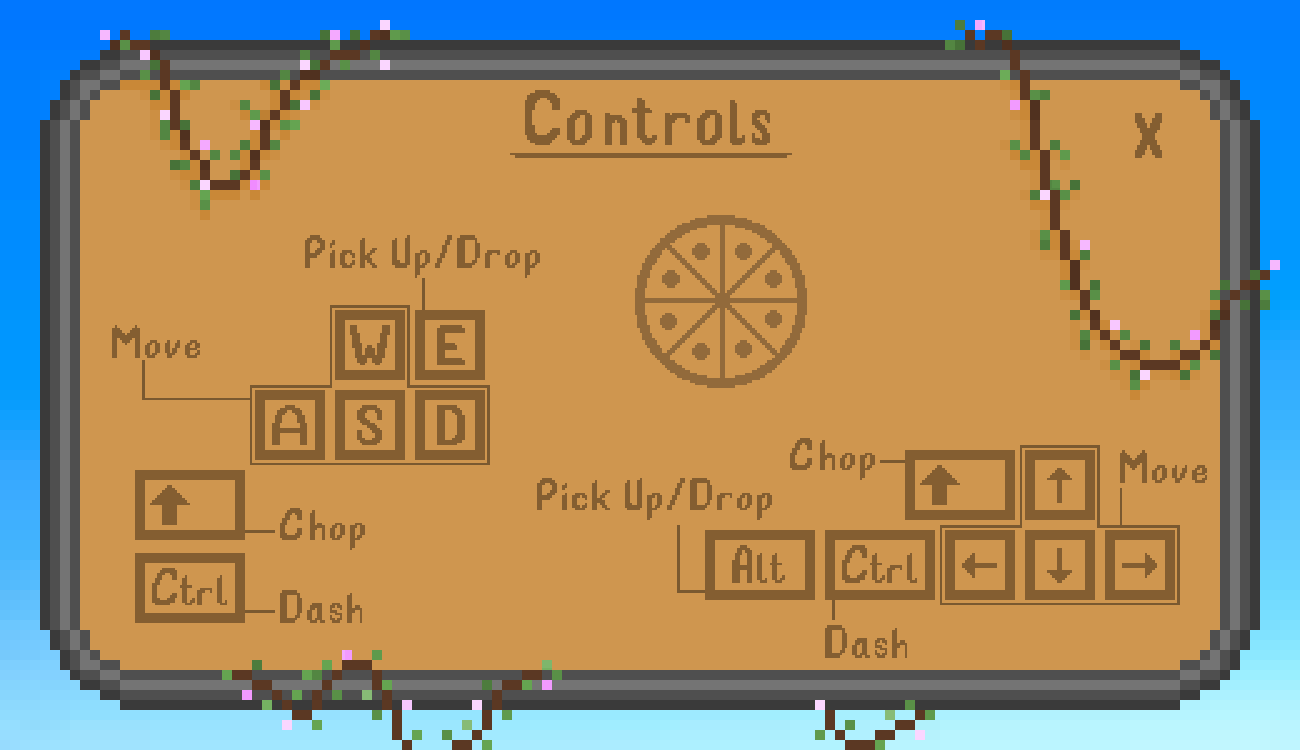 Controls
X
Pick Up/Drop
Move
W E
A S D
↑
Chop
Ctrl
Dash
Chop
↑ ↑
Move
Pick Up/Drop
Alt Ctrl ← ↓ →
Dash